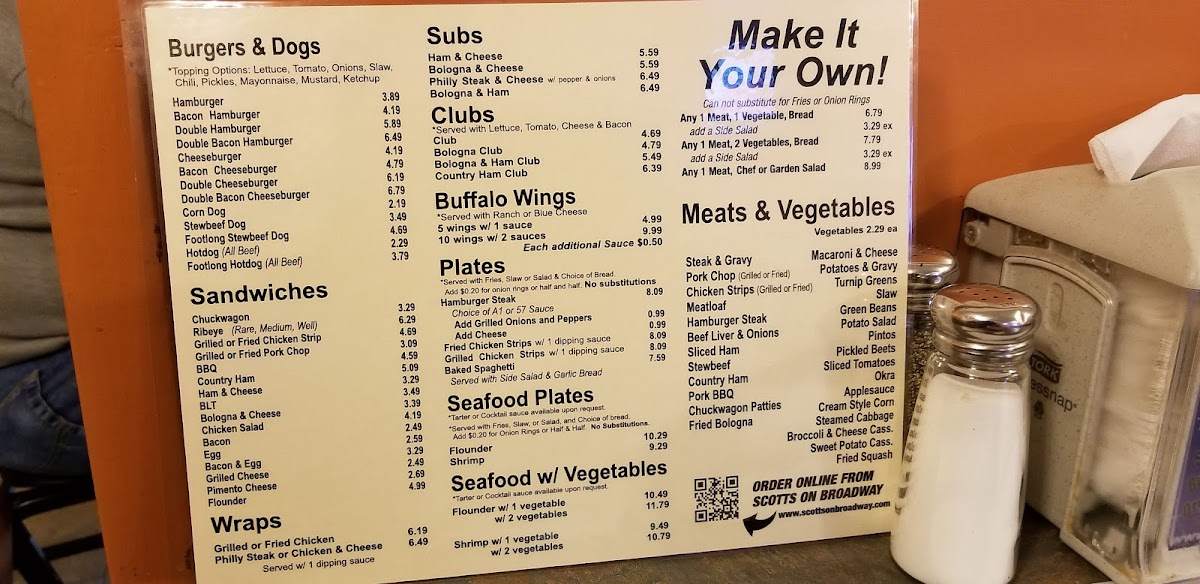 Burgers & Dogs
*Topping Options: Lettuce, Tomato, Onions, Slaw,
Chili, Pickles, Mayonnaise, Mustard, Ketchup
Hamburger 3.89
Bacon Hamburger 4.19
Double Hamburger 5.89
Double Bacon Hamburger 6.49
Cheeseburger 4.19
Bacon Cheeseburger 4.79
Double Cheeseburger 6.19
Double Bacon Cheeseburger 6.79
Corn Dog 2.19
Stewbeef Dog 3.49
Footlong Stewbeef Dog 4.69
Hotdog (All Beef) 2.29
Footlong Hotdog (All Beef) 3.79
Sandwiches
Chuckwagon 3.29
Ribeye (Rare, Medium, Well) 6.29
Grilled or Fried Chicken Strip 4.69
Grilled or Fried Pork Chop 3.09
BBQ 4.59
Country Ham 5.09
Ham & Cheese 3.29
BLT 3.49
Bologna & Cheese 3.39
Chicken Salad 4.19
Bacon 2.49
Egg 2.59
Bacon & Egg 3.29
Grilled Cheese 2.49
Pimento Cheese 2.69
Flounder 4.99
Wraps
Grilled or Fried Chicken 6.19
Philly Steak or Chicken & Cheese 6.49
Served w/ 1 dipping sauce
Subs
Ham & Cheese 5.59
Bologna & Cheese 5.59
Philly Steak & Cheese w/ pepper & onions 6.49
Bologna & Ham 6.49
Clubs
*Served with Lettuce, Tomato, Cheese & Bacon
Club 4.69
Bologna Club 4.79
Bologna & Ham Club 5.49
Country Ham Club 6.39
Buffalo Wings
*Served with Ranch or Blue Cheese
5 wings w/ 1 sauce 4.99
10 wings w/ 2 sauces 9.99
Each additional Sauce $0.50
Plates
*Served with Fries, Slaw or Salad & Choice of Bread.
Add $0.20 for onion rings or half and half. No substitutions
Hamburger Steak 8.09
Choice of A1 or 57 Sauce
Add Grilled Onions and Peppers 0.99
Add Cheese 0.99
Fried Chicken Strips w/ 1 dipping sauce 8.09
Grilled Chicken Strips w/ 1 dipping sauce 8.09
Baked Spaghetti 7.59
Served with Side Salad & Garlic Bread
Seafood Plates
*Tarter or Cocktail sauce available upon request.
*Served with Fries, Slaw, or Salad, and Choice of bread.
Add $0.20 for Onion Rings or Half & Half. No Substitutions.
Flounder 10.29
Shrimp 9.29
Seafood w/ Vegetables
*Tarter or Cocktail sauce available upon request.
Flounder w/ 1 vegetable 10.49
w/ 2 vegetables 11.79
Shrimp w/ 1 vegetable 9.49
w/ 2 vegetables 10.79
Make It
Your Own!
Can not substitute for Fries or Onion Rings
Any 1 Meat, 1 Vegetable, Bread 6.79
add a Side Salad 3.29 ex
Any 1 Meat, 2 Vegetables, Bread 7.79
add a Side Salad 3.29 ex
Any 1 Meat, Chef or Garden Salad 8.99
Meats & Vegetables
Vegetables 2.29 ea
Steak & Gravy
Pork Chop (Grilled or Fried)
Chicken Strips (Grilled or Fried)
Meatloaf
Hamburger Steak
Beef Liver & Onions
Sliced Ham
Stewbeef
Country Ham
Pork BBQ
Chuckwagon Patties
Fried Bologna
Macaroni & Cheese
Potatoes & Gravy
Turnip Greens
Slaw
Green Beans
Potato Salad
Pintos
Pickled Beets
Sliced Tomatoes
Okra
Applesauce
Cream Style Corn
Steamed Cabbage
Broccoli & Cheese Cass.
Sweet Potato Cass.
Fried Squash
ORDER ONLINE FROM
SCOTTS ON BROADWAY
www.scottsonbroadway.com
TORK